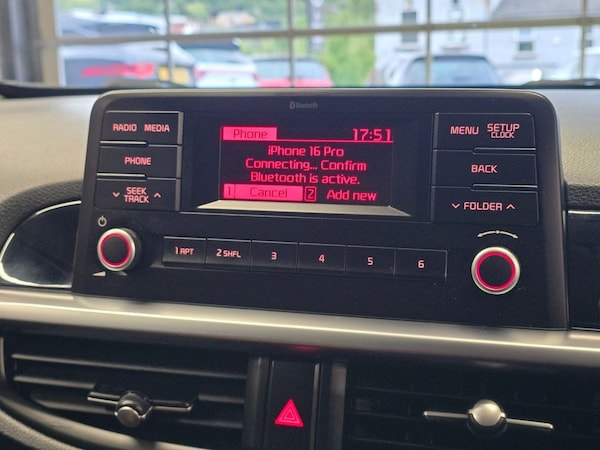 Bluetooth
RADIO MEDIA
PHONE
SEEK
TRACK
Phone 17:51
iPhone 16 Pro
Connecting... Confirm
Bluetooth is active.
1 Cancel 2 Add new
MENU SETUP
CLOCK
BACK
FOLDER
1 RPT 2 SHFL 3 4 5 6